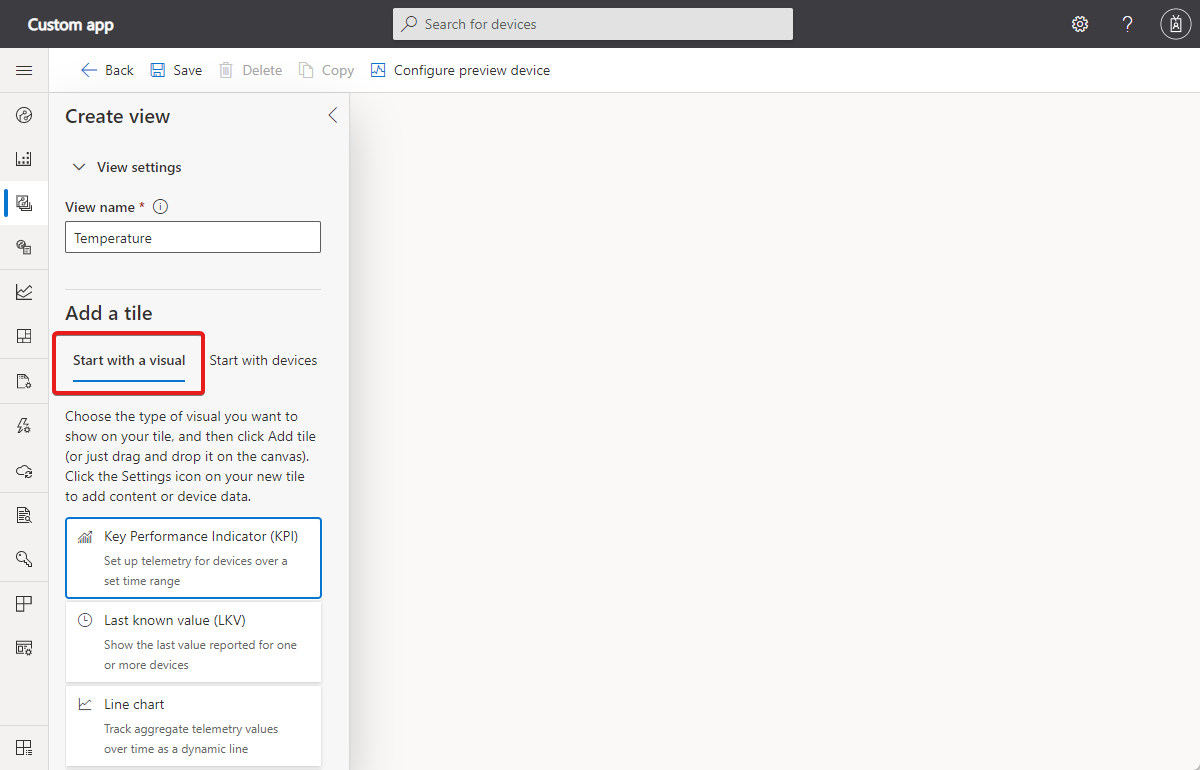 Custom app
Search for devices
?
Back Save Delete Copy Configure preview device
Create view
View settings
View name *
Temperature
Add a tile
Start with a visual Start with devices
Choose the type of visual you want to
show on your tile, and then click Add tile
(or just drag and drop it on the canvas).
Click the Settings icon on your new tile
to add content or device data.
Key Performance Indicator (KPI)
Set up telemetry for devices over a
set time range
Last known value (LKV)
Show the last value reported for one
or more devices
Line chart
Track aggregate telemetry values
over time as a dynamic line